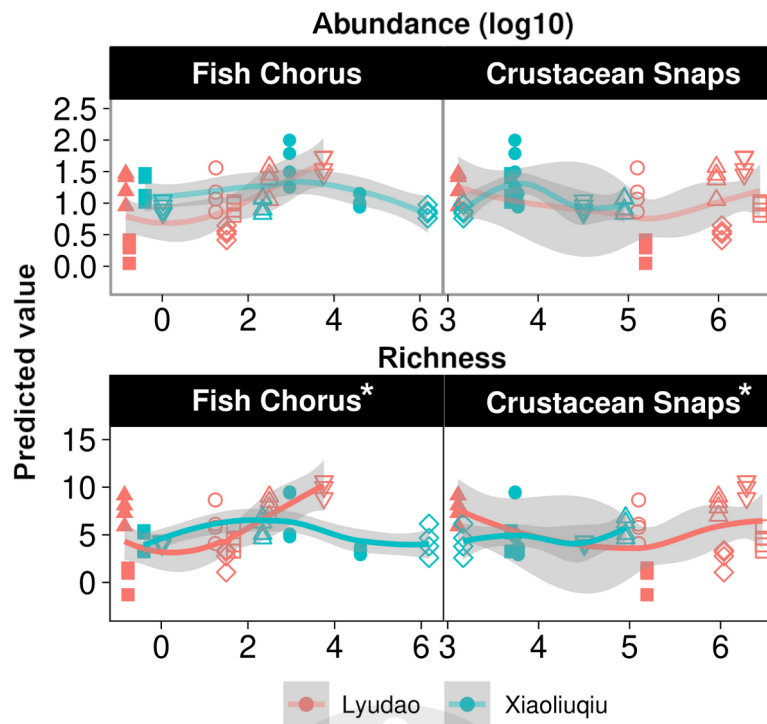 Abundance (log10)
Fish Chorus
Crustacean Snaps
2.5
2.0
1.5
1.0
0.5
0.0
0 2 4 6
3 4 5 6
Predicted value
Richness
Fish Chorus*
Crustacean Snaps*
15
10
5
0
0 2 4 6
3 4 5 6
Lyudao
Xiaoliuqiu